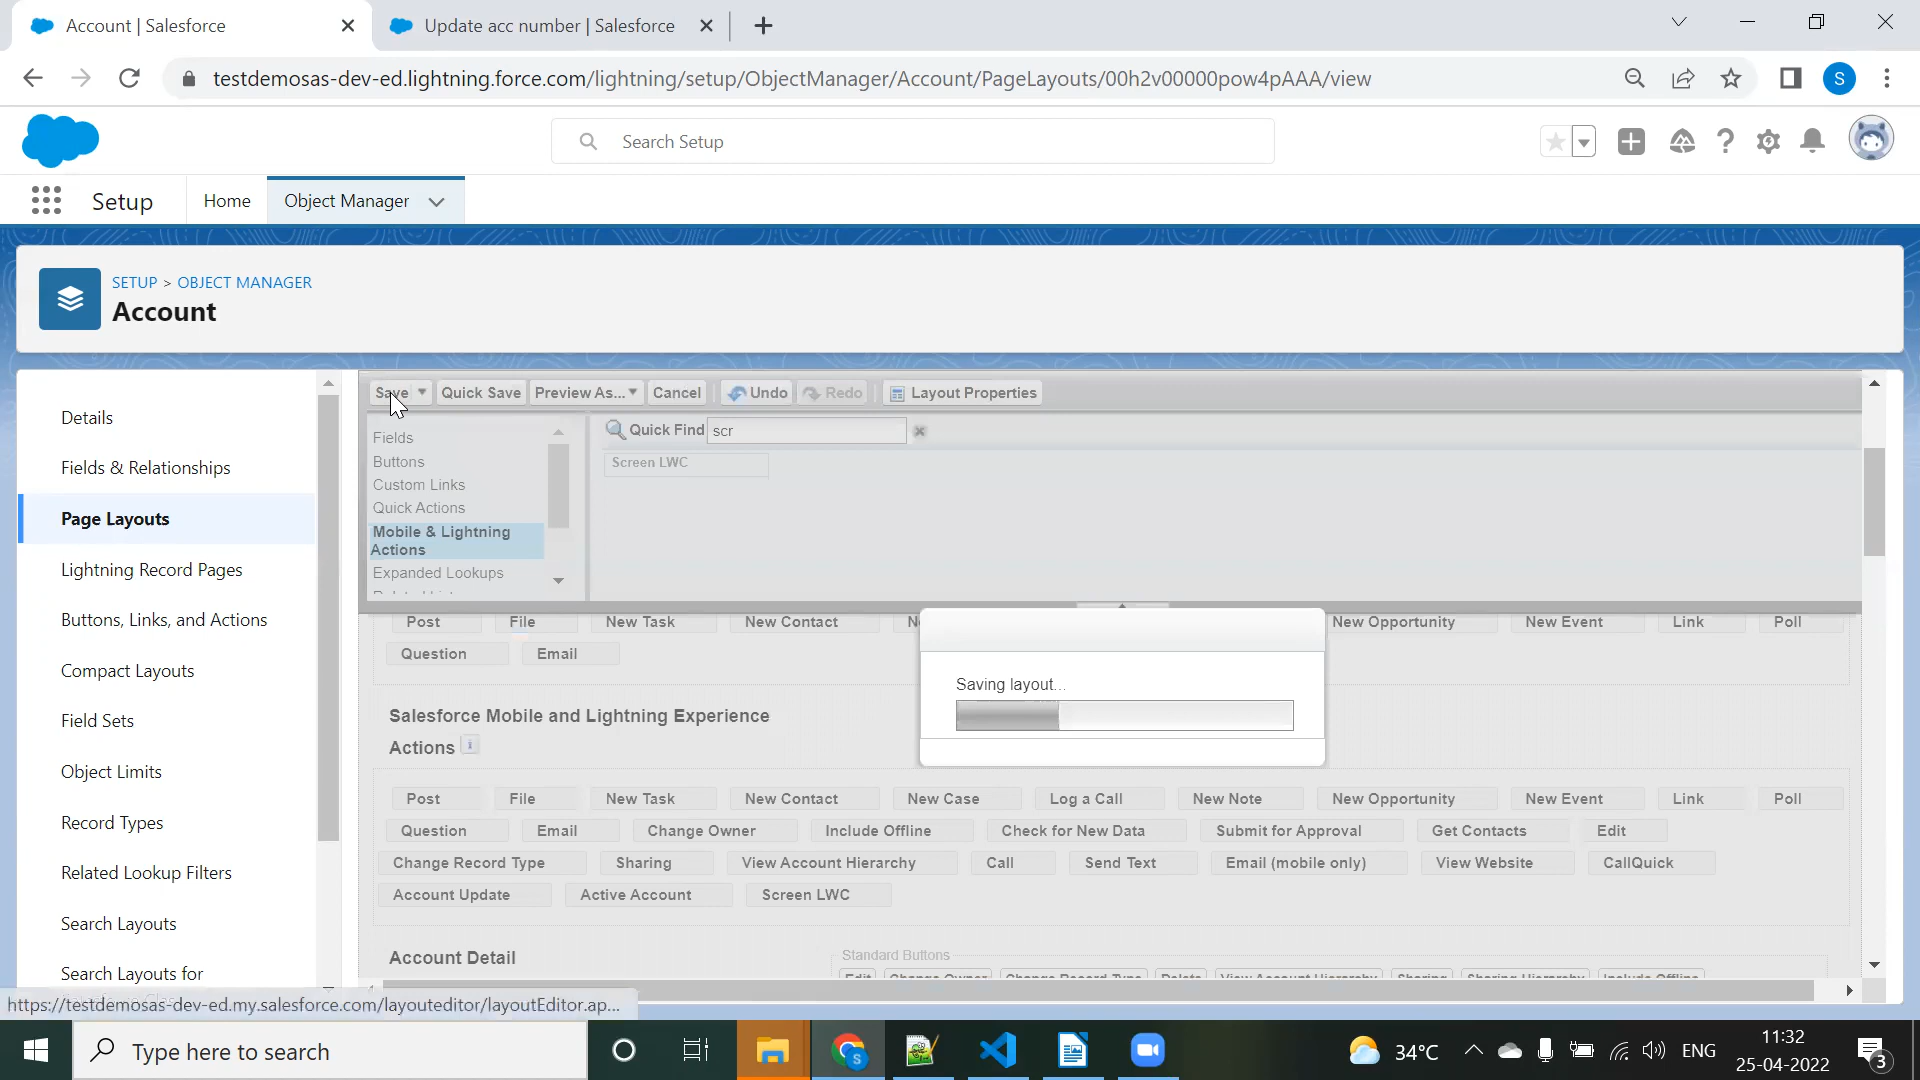 Account | Salesforce
Update acc number | Salesforce
testdemosas-dev-ed.lightning.force.com/lightning/setup/ObjectManager/Account/PageLayouts/00h2v00000pow4pAAA/view
S
Search Setup
Setup
Home
Object Manager
SETUP > OBJECT MANAGER
Account
Details
Fields & Relationships
Page Layouts
Lightning Record Pages
Buttons, Links, and Actions
Compact Layouts
Field Sets
Object Limits
Record Types
Related Lookup Filters
Search Layouts
Search Layouts for
Save
Quick Save
Preview As...
Cancel
Undo
Redo
Layout Properties
Fields
Buttons
Custom Links
Quick Actions
Mobile & Lightning
Actions
Expanded Lookups
Quick Find
scr
Screen LWC
Post File New Task New Contact New Opportunity New Event Link Poll
Question Email
Saving layout...
Salesforce Mobile and Lightning Experience
Actions
Post File New Task New Contact New Case Log a Call New Note New Opportunity New Event Link Poll
Question Email Change Owner Include Offline Check for New Data Submit for Approval Get Contacts Edit
Change Record Type Sharing View Account Hierarchy Call Send Text Email (mobile only) View Website CallQuick
Account Update Active Account Screen LWC
Account Detail
Standard Buttons
Edit Change Owner Change Record Type Delete View Account Hierarchy Sharing Sharing Hierarchy Include Offline
https://testdemosas-dev-ed.my.salesforce.com/layouteditor/layoutEditor.ap...
Type here to search
34°C
ENG
11:32
25-04-2022
3